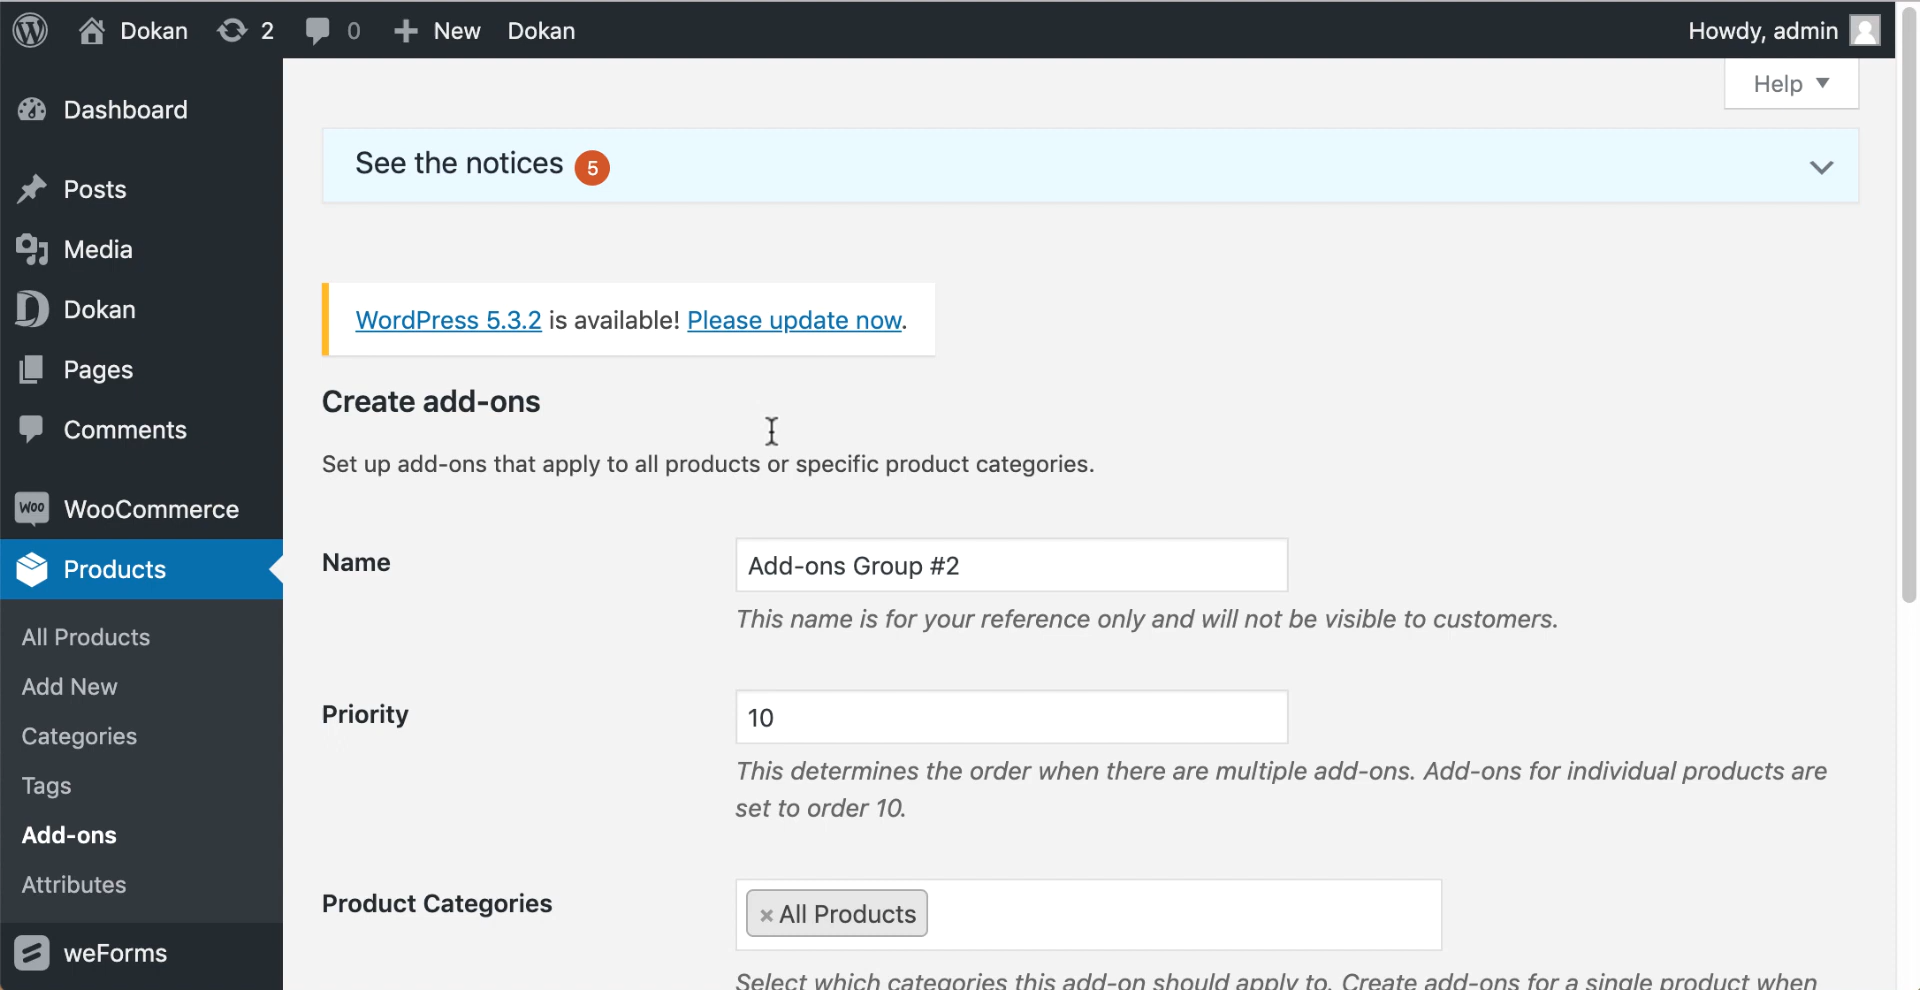 Dokan 2 0 New Dokan Howdy, admin
Help
Dashboard
Posts
Media
Dokan
Pages
Comments
Woo WooCommerce
Products
All Products
Add New
Categories
Tags
Add-ons
Attributes
weForms
See the notices 5
WordPress 5.3.2 is available! Please update now.
Create add-ons
Set up add-ons that apply to all products or specific product categories.
Name
Add-ons Group #2
This name is for your reference only and will not be visible to customers.
Priority
10
This determines the order when there are multiple add-ons. Add-ons for individual products are
set to order 10.
Product Categories
× All Products
Select which categories this add-on should apply to. Create add-ons for a single product when